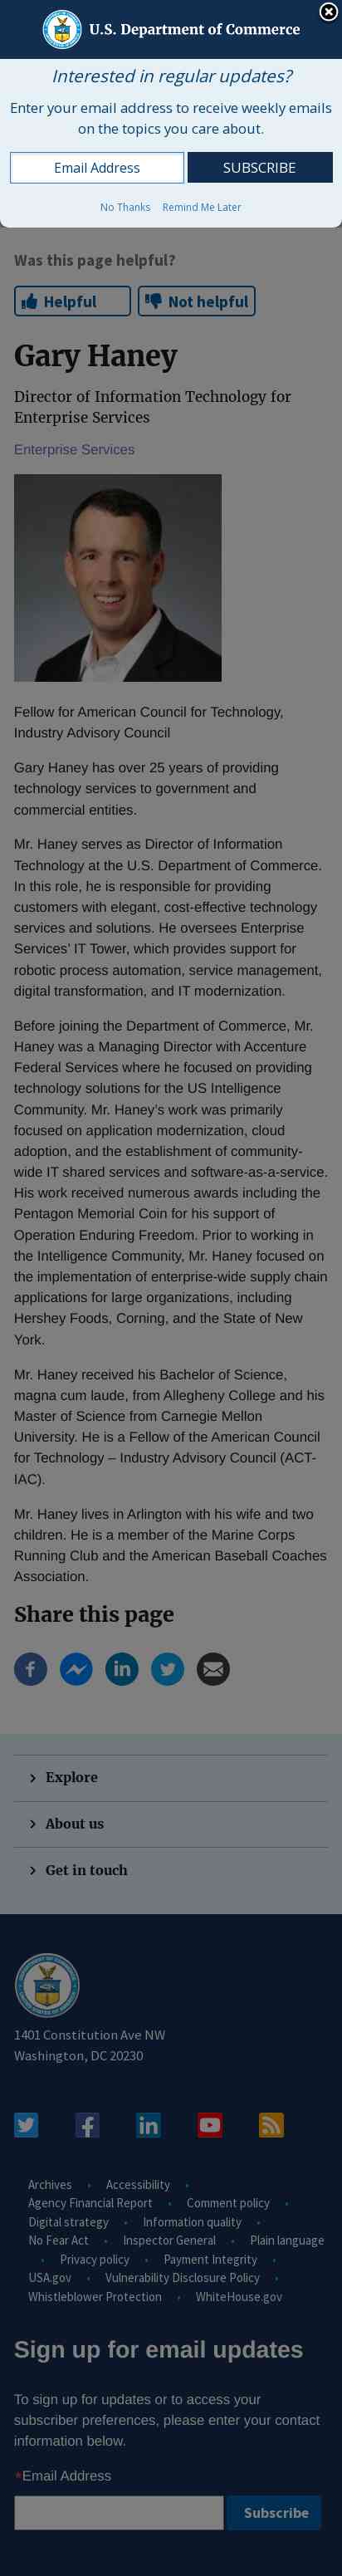 U.S. Department of Commerce
Interested in regular updates?
Enter your email address to receive weekly emails
on the topics you care about.
Email Address
SUBSCRIBE
No Thanks
Remind Me Later
Was this page helpful?
Helpful
Not helpful
Gary Haney
Director of Information Technology for
Enterprise Services
Enterprise Services
Fellow for American Council for Technology,
Industry Advisory Council
Gary Haney has over 25 years of providing
technology services to government and
commercial entities.
Mr. Haney serves as Director of Information
Technology at the U.S. Department of Commerce.
In this role, he is responsible for providing
customers with elegant, cost-effective technology
services and solutions. He oversees Enterprise
Services’ IT Tower, which provides support for
robotic process automation, service management,
digital transformation, and IT modernization.
Before joining the Department of Commerce, Mr.
Haney was a Managing Director with Accenture
Federal Services where he focused on providing
technology solutions for the US Intelligence
Community. Mr. Haney’s work was primarily
focused on application modernization, cloud
adoption, and the establishment of community-
wide IT shared services and software-as-a-service.
His work received numerous awards including the
Pentagon Memorial Coin for his support of
Operation Enduring Freedom. Prior to working in
the Intelligence Community, Mr. Haney focused on
the implementation of enterprise-wide supply chain
applications for large organizations, including
Hershey Foods, Corning, and the State of New
York.
Mr. Haney received his Bachelor of Science,
magna cum laude, from Allegheny College and his
Master of Science from Carnegie Mellon
University. He is a Fellow of the American Council
for Technology – Industry Advisory Council (ACT-
IAC).
Mr. Haney lives in Arlington with his wife and two
children. He is a member of the Marine Corps
Running Club and the American Baseball Coaches
Association.
Share this page
Explore
About us
Get in touch
1401 Constitution Ave NW
Washington, DC 20230
Archives • Accessibility •
Agency Financial Report • Comment policy •
Digital strategy • Information quality •
No Fear Act • Inspector General • Plain language
• Privacy policy • Payment Integrity •
USA.gov • Vulnerability Disclosure Policy •
Whistleblower Protection • WhiteHouse.gov
Sign up for email updates
To sign up for updates or to access your
subscriber preferences, please enter your contact
information below.
*Email Address
Subscribe